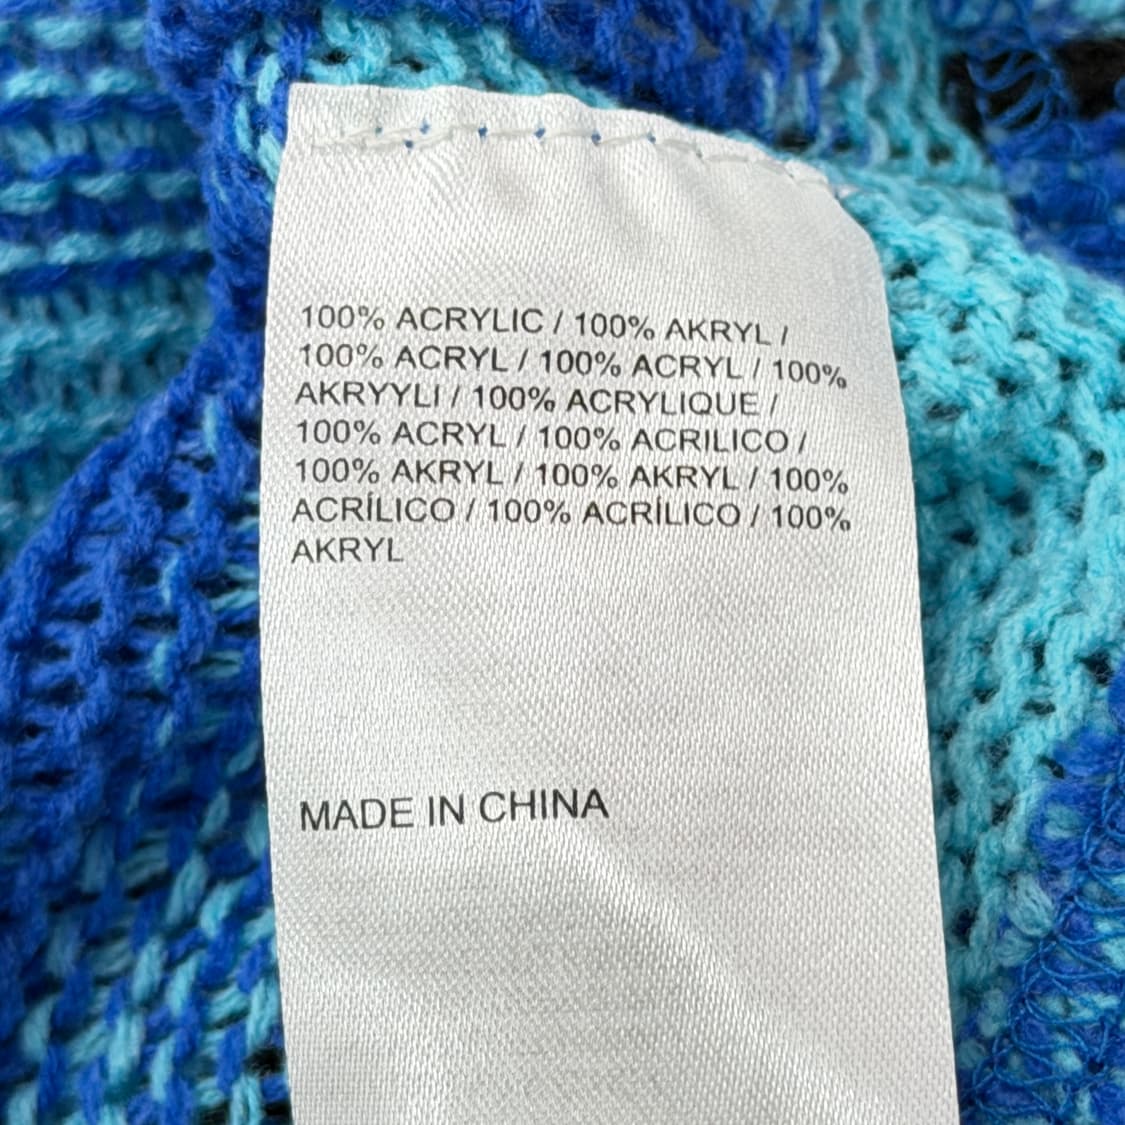 100% ACRYLIC / 100% AKRYL /
100% ACRYL / 100% ACRYL / 100%
AKRYYLI / 100% ACRYLIQUE /
100% ACRYL / 100% ACRILICO /
100% AKRYL / 100% AKRYL / 100%
ACRÍLICO / 100% ACRÍLICO / 100%
AKRYL
MADE IN CHINA